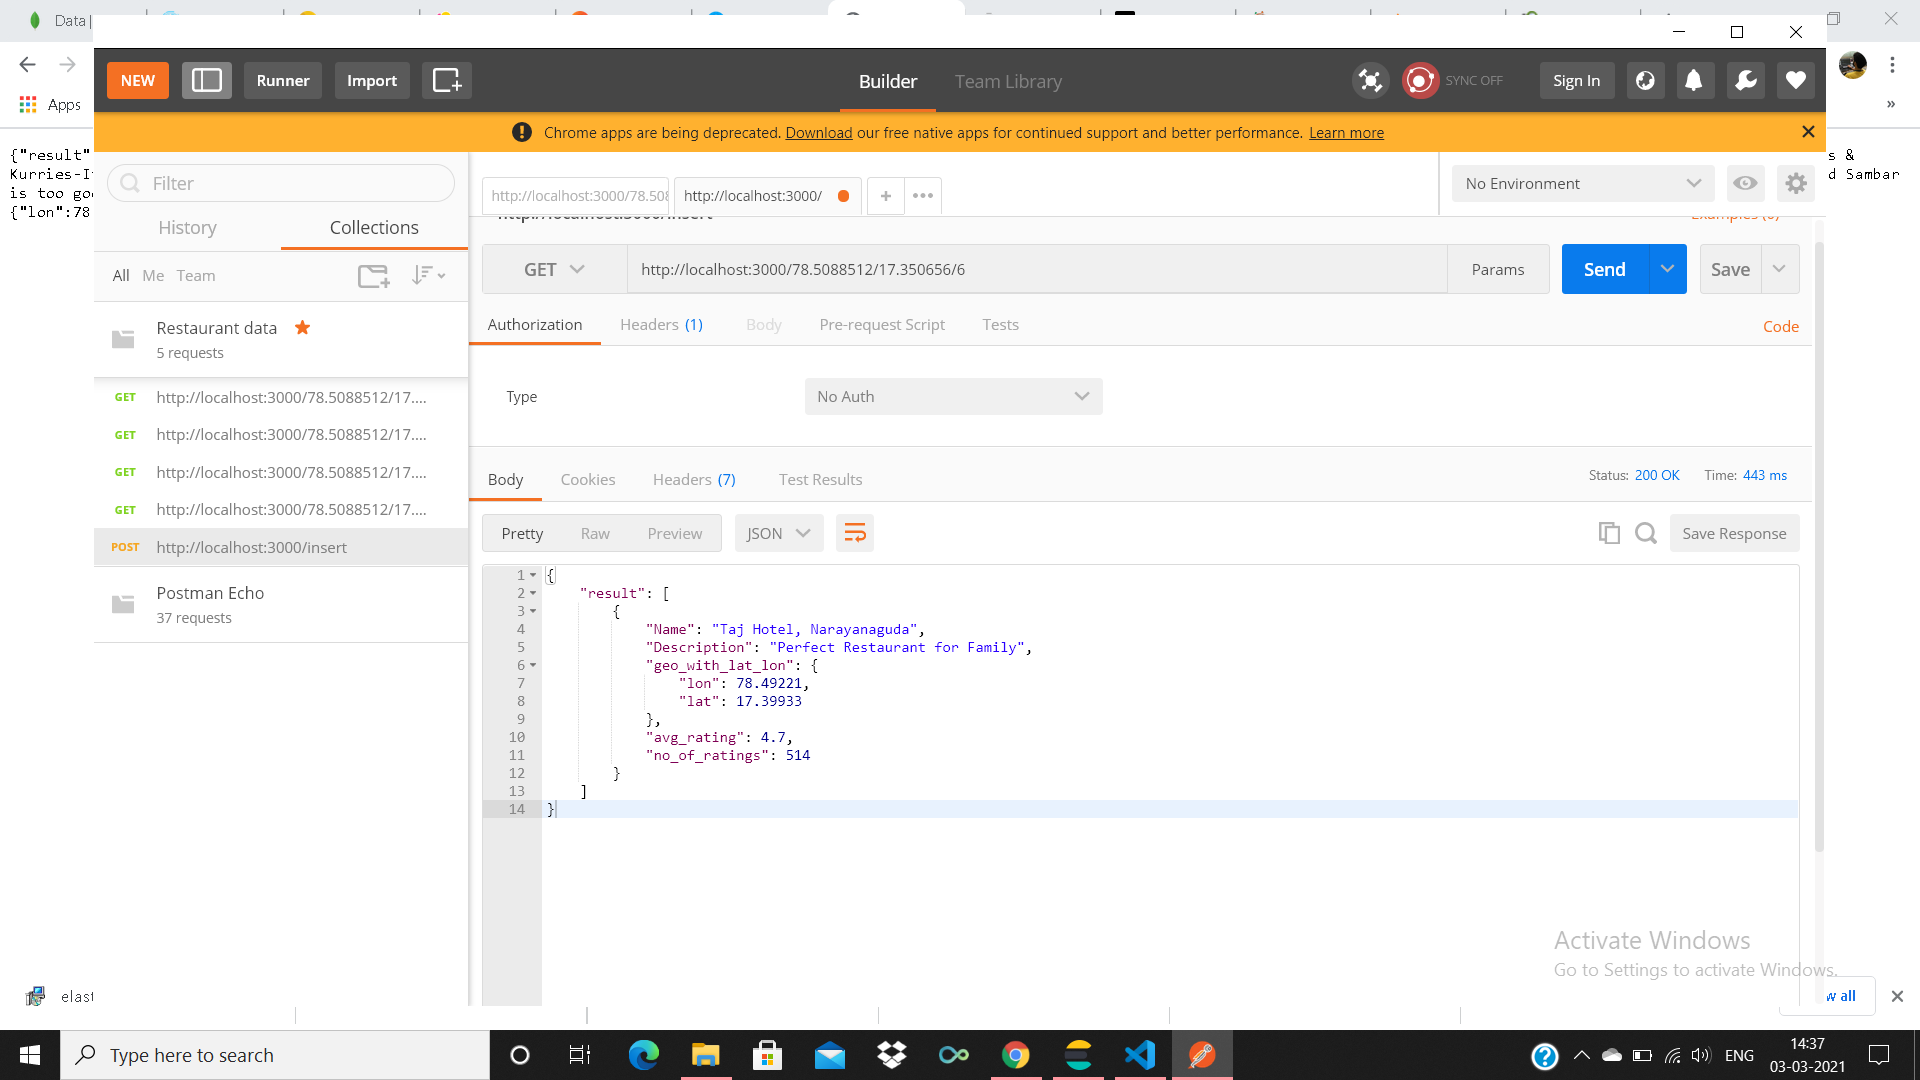 Data
Apps
»
{"result"
Kurries-I
is too goo
{"lon":78
s &
d Sambar
NEW
Runner
Import
Builder
Team Library
SYNC OFF
Sign In
Chrome apps are being deprecated. Download our free native apps for continued support and better performance. Learn more
Filter
History
Collections
All Me Team
Restaurant data
5 requests
GET http://localhost:3000/78.5088512/17....
GET http://localhost:3000/78.5088512/17....
GET http://localhost:3000/78.5088512/17....
GET http://localhost:3000/78.5088512/17....
POST http://localhost:3000/insert
Postman Echo
37 requests
http://localhost:3000/78.508
http://localhost:3000/
+
•••
No Environment
http://localhost:3000/insert
Examples (0)
GET
http://localhost:3000/78.5088512/17.350656/6
Params
Send
Save
Authorization
Headers (1)
Body
Pre-request Script
Tests
Code
Type
No Auth
Body
Cookies
Headers (7)
Test Results
Status: 200 OK
Time: 443 ms
Pretty
Raw
Preview
JSON
Save Response
1 {
2 "result": [
3 {
4 "Name": "Taj Hotel, Narayanaguda",
5 "Description": "Perfect Restaurant for Family",
6 "geo_with_lat_lon": {
7 "lon": 78.49221,
8 "lat": 17.39933
9 },
10 "avg_rating": 4.7,
11 "no_of_ratings": 514
12 }
13 ]
14 }
Activate Windows
Go to Settings to activate Windows.
elast
w all
Type here to search
ENG
14:37
03-03-2021